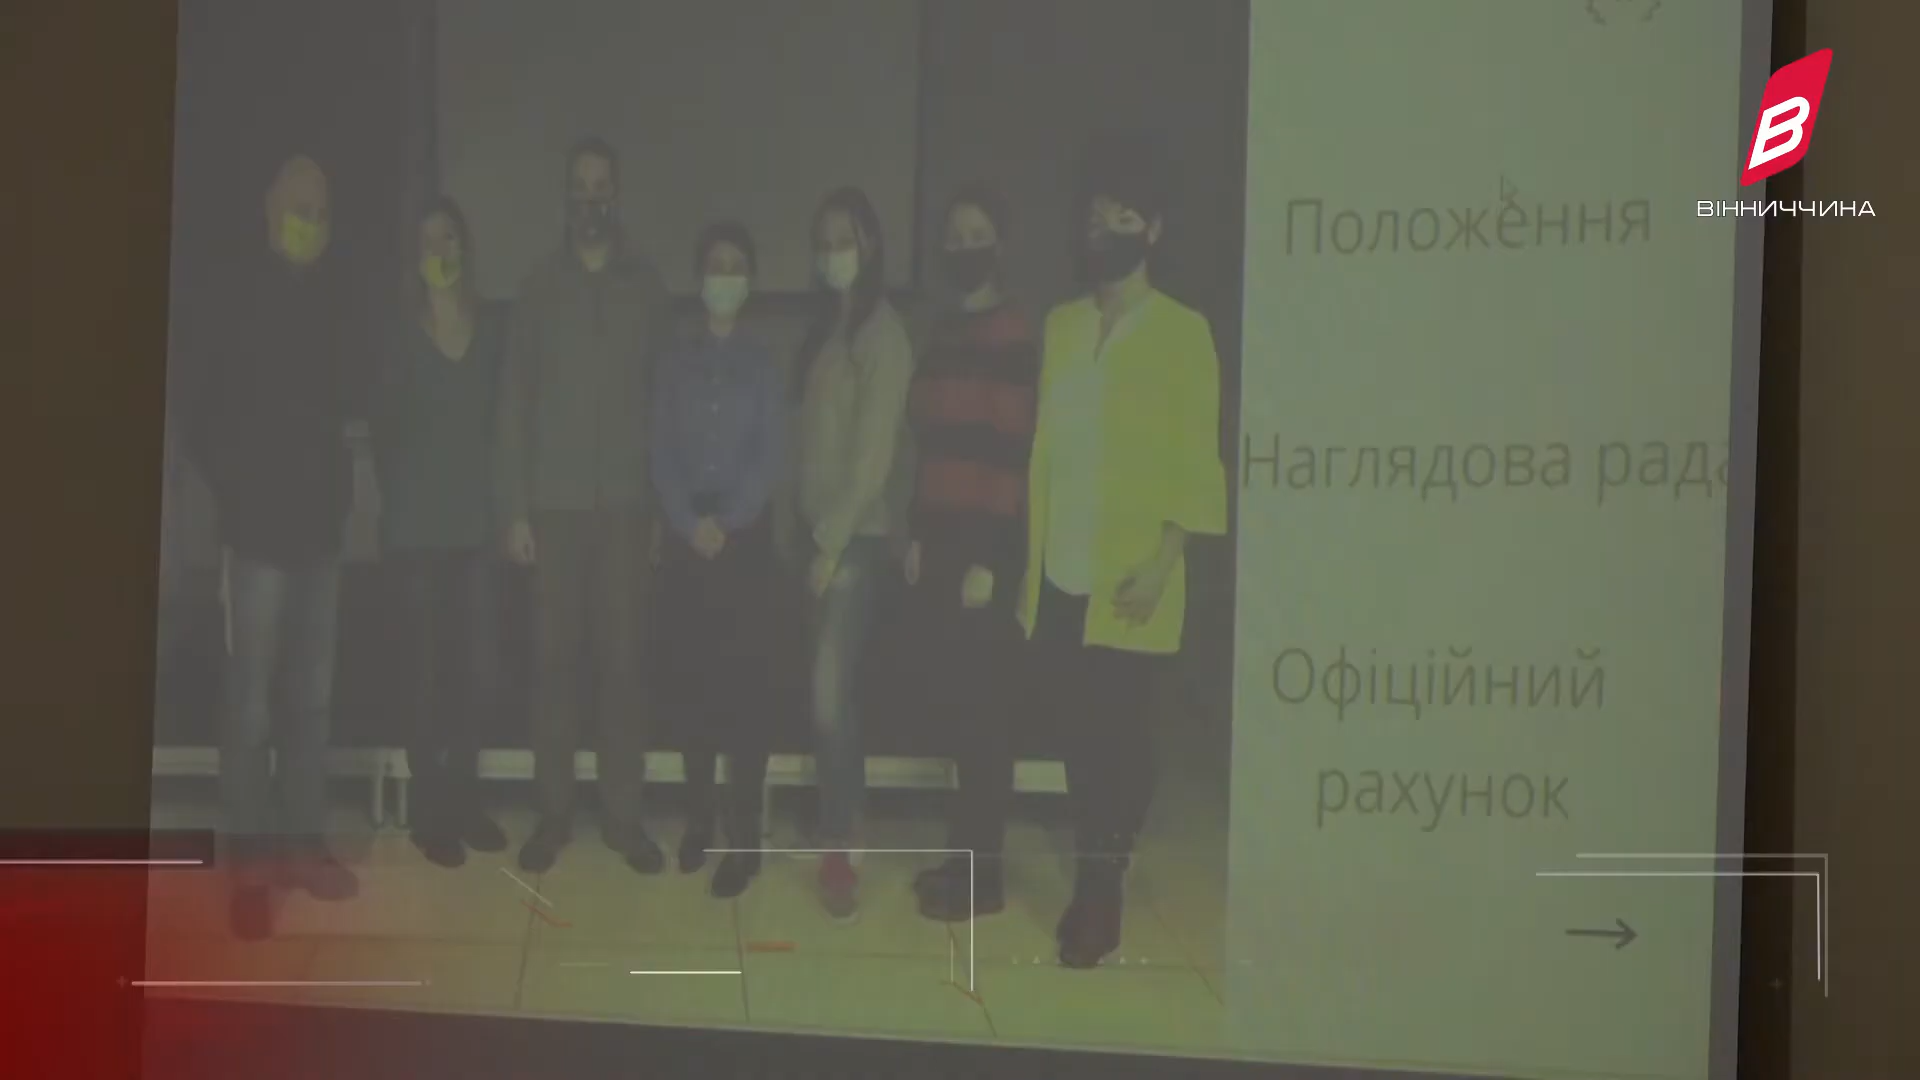 В
ВІННИЧЧИНА
Положення
Наглядова рада
Офіційний
рахунок